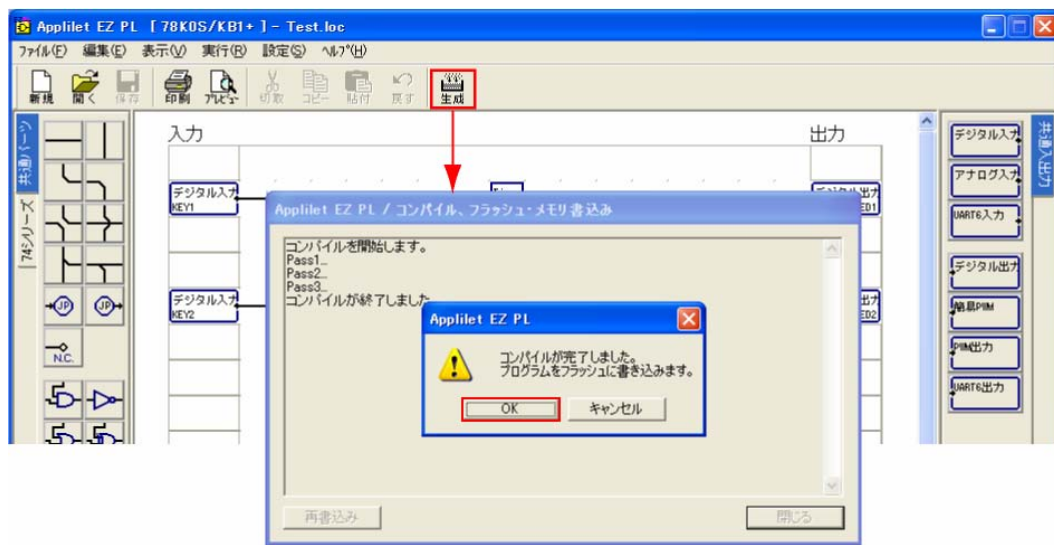 Applilet EZ PL [ 78K0S/KB1+ ] - Test.loc
ファイル(F) 編集(E) 表示(V) 実行(R) 設定(S) ヘルプ(H)
新規 開く 保存 印刷 プレビュー 切取 コピー 貼付 戻す 生成
共通パーツ
74シリーズ
JP JP
N.C.
入力
出力
デジタル入力
KEY1
デジタル入力
KEY2
Applilet EZ PL / コンパイル、フラッシュ・メモリ書込み
コンパイルを開始します。
Pass1...
Pass2...
Pass3...
コンパイルが終了しました
Applilet EZ PL
コンパイルが完了しました。
プログラムをフラッシュに書き込みます。
OK キャンセル
再書込み 閉じる
共通入出力
デジタル入力
アナログ入力
UART6入力
デジタル出力
簡易PWM
PWM出力
UART6出力